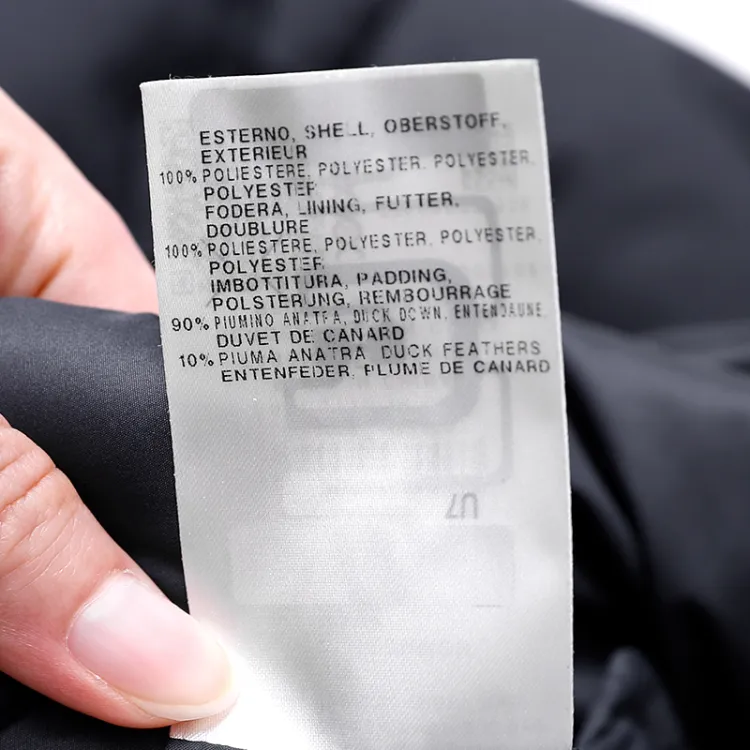 ESTERNO, SHELL, OBERSTOFF,
EXTERIEUR
100% POLIESTERE, POLYESTER, POLYESTER,
POLYESTER
FODERA, LINING, FUTTER,
DOUBLURE
100% POLIESTERE, POLYESTER, POLYESTER,
POLYESTER
IMBOTTITURA, PADDING,
POLSTERUNG, REMBOURRAGE
90% PIUMINO ANATRA, DUCK DOWN, ENTENDAUNE
DUVET DE CANARD
10% PIUMA ANATRA DUCK FEATHERS
ENTENFEDER, PLUME DE CANARD
U7